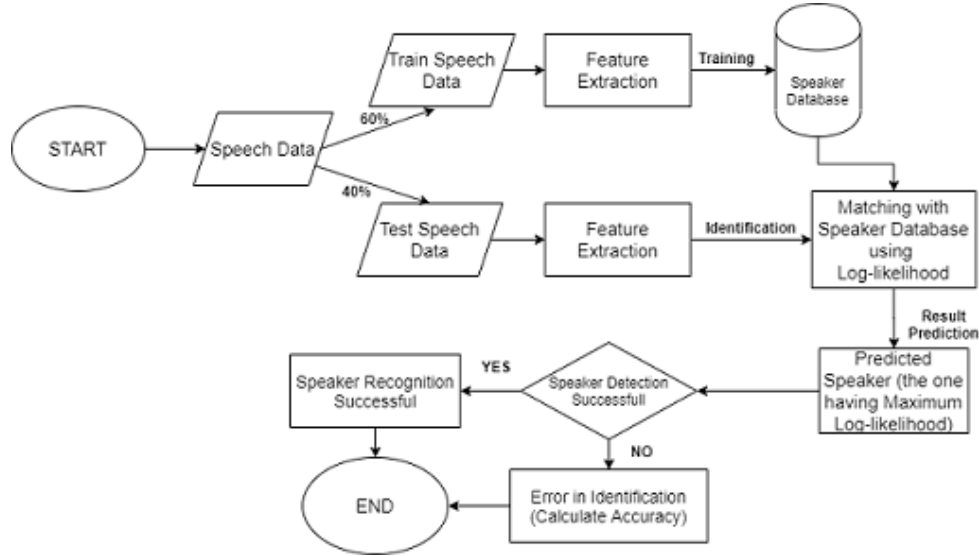 START
Speech Data
60%
40%
Train Speech
Data
Feature
Extraction
Training
Speaker
Database
Test Speech
Data
Feature
Extraction
Identification
Matching with
Speaker Database
using
Log-likelihood
Result
Prediction
Predicted
Speaker (the one
having Maximum
Log-likelihood)
Speaker Detection
Successfull
YES
Speaker Recognition
Successful
NO
Error in Identification
(Calculate Accuracy)
END